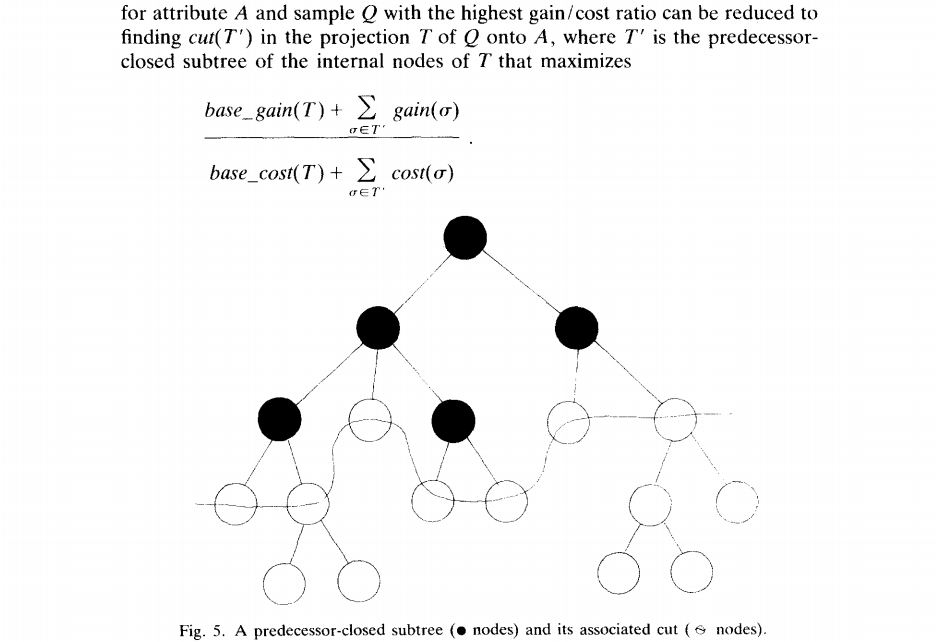 for attribute A and sample Q with the highest gain/cost ratio can be reduced to
finding cut(T') in the projection T of Q onto A, where T' is the predecessor-
closed subtree of the internal nodes of T that maximizes
base_gain(T) + ∑ gain(σ)
σ∈T'
base_cost(T) + ∑ cost(σ)
σ∈T'
.
Fig. 5. A predecessor-closed subtree (● nodes) and its associated cut (⊖ nodes).